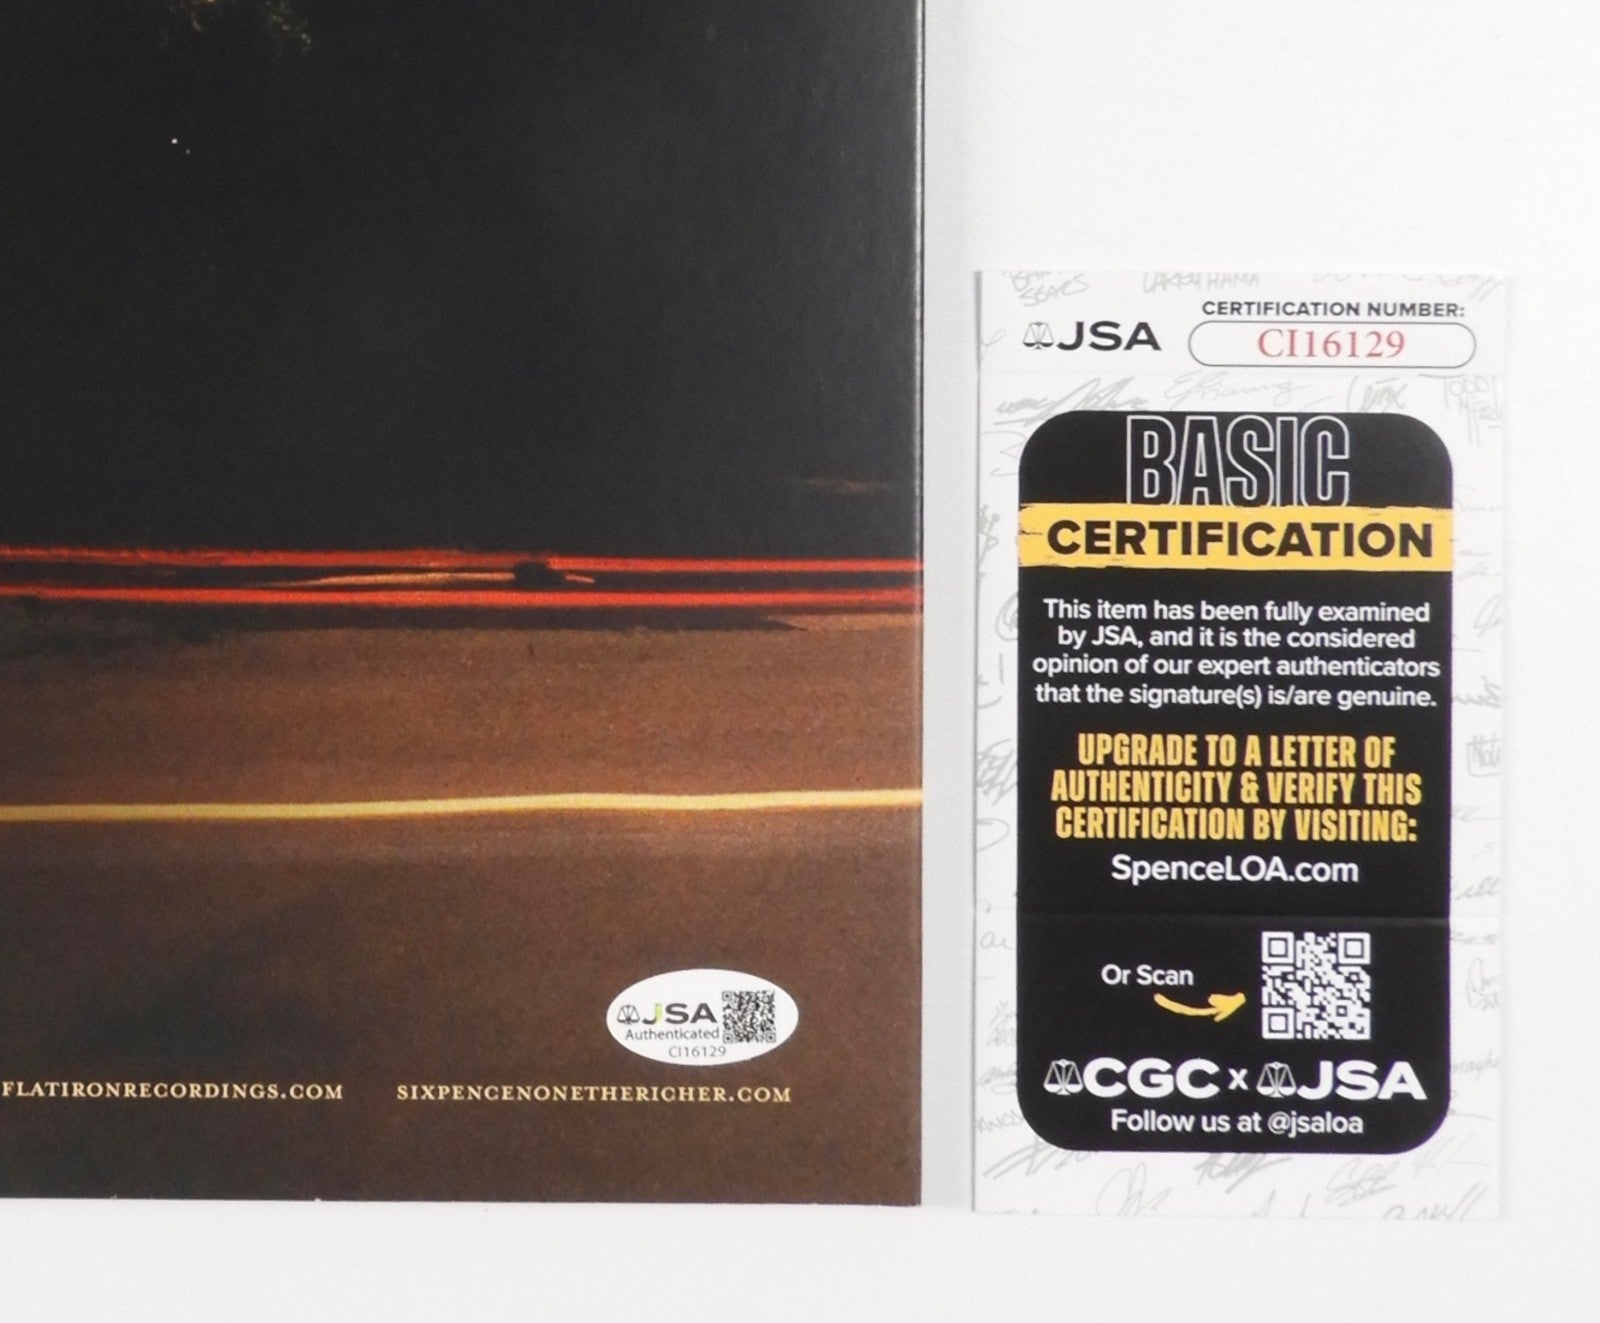 FLATIRONRECORDINGS.COM
SIXPENCENONETHERICHER.COM
JSA
Authenticated
CI16129
SEARS
LARRY HAMA
JSA
CERTIFICATION NUMBER:
CI16129
BASIC
CERTIFICATION
This item has been fully examined
by JSA, and it is the considered
opinion of our expert authenticators
that the signature(s) is/are genuine.
UPGRADE TO A LETTER OF
AUTHENTICITY & VERIFY THIS
CERTIFICATION BY VISITING:
SpenceLOA.com
Or Scan
CGC x JSA
Follow us at @jsaloa